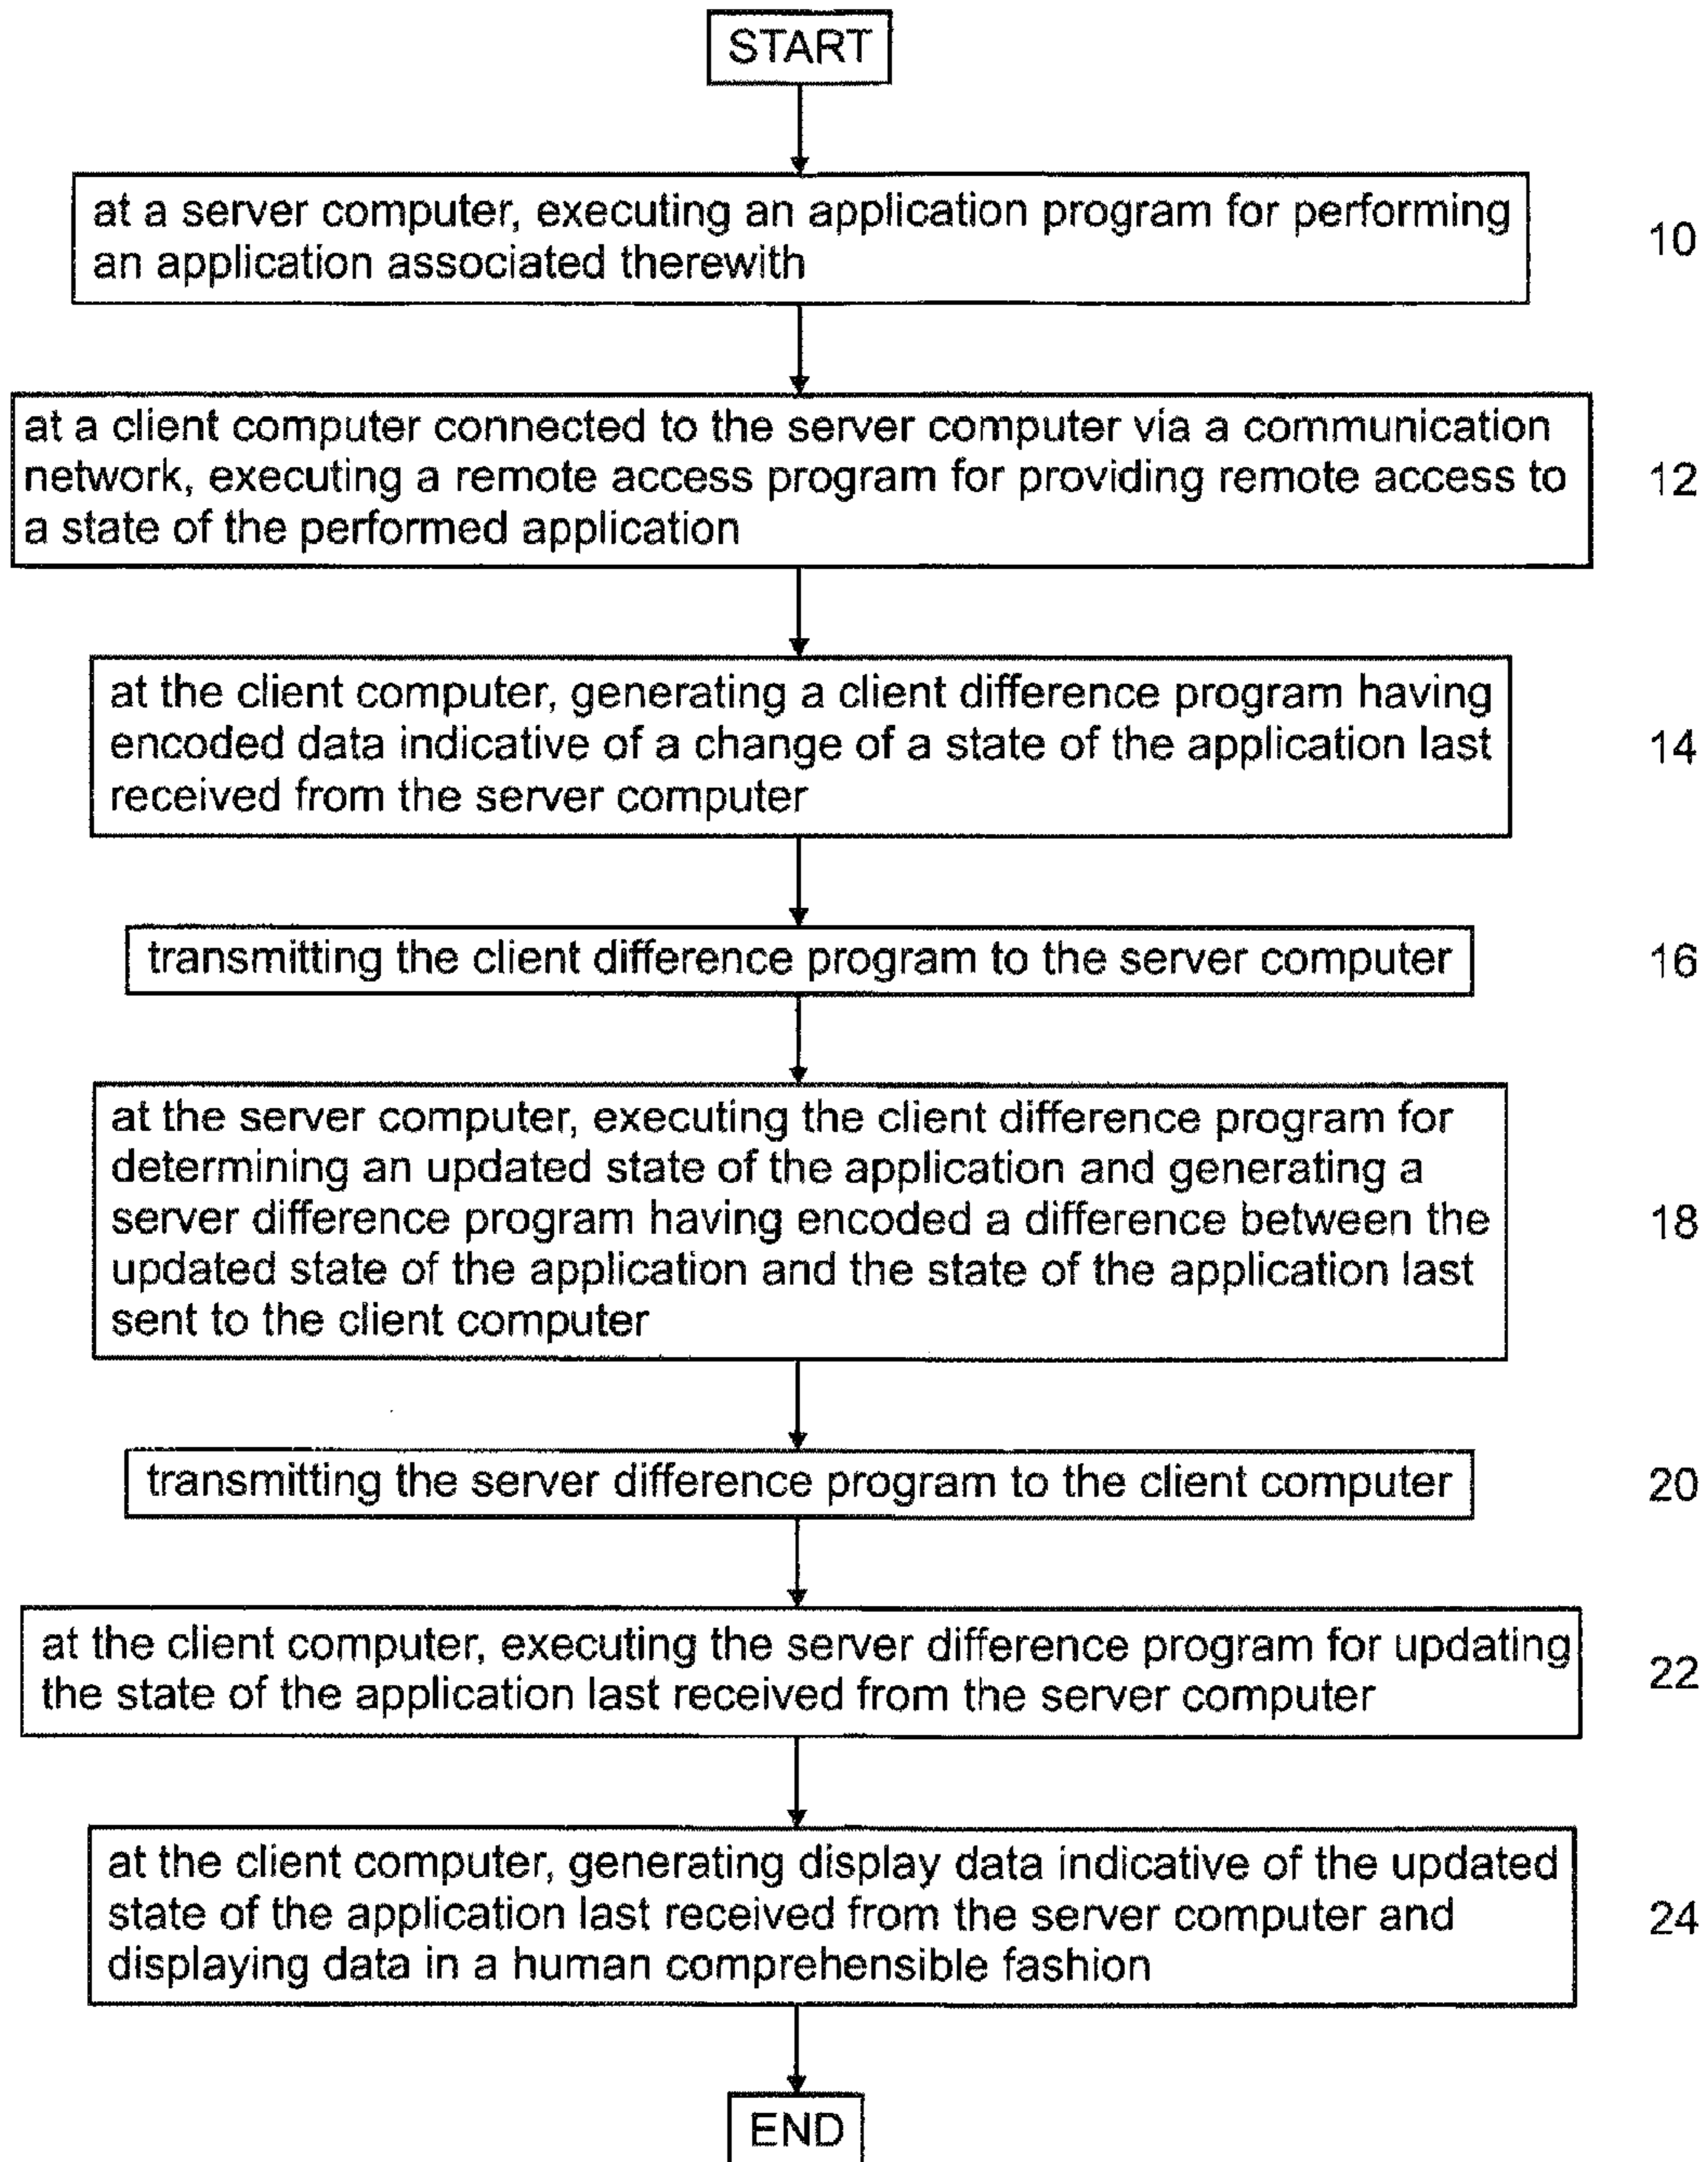 START
at a server computer, executing an application program for performing
an application associated therewith
10
at a client computer connected to the server computer via a communication
network, executing a remote access program for providing remote access to
a state of the performed application
12
at the client computer, generating a client difference program having
encoded data indicative of a change of a state of the application last
received from the server computer
14
transmitting the client difference program to the server computer
16
at the server computer, executing the client difference program for
determining an updated state of the application and generating a
server difference program having encoded a difference between the
updated state of the application and the state of the application last
sent to the client computer
18
transmitting the server difference program to the client computer
20
at the client computer, executing the server difference program for updating
the state of the application last received from the server computer
22
at the client computer, generating display data indicative of the updated
state of the application last received from the server computer and
displaying data in a human comprehensible fashion
24
END